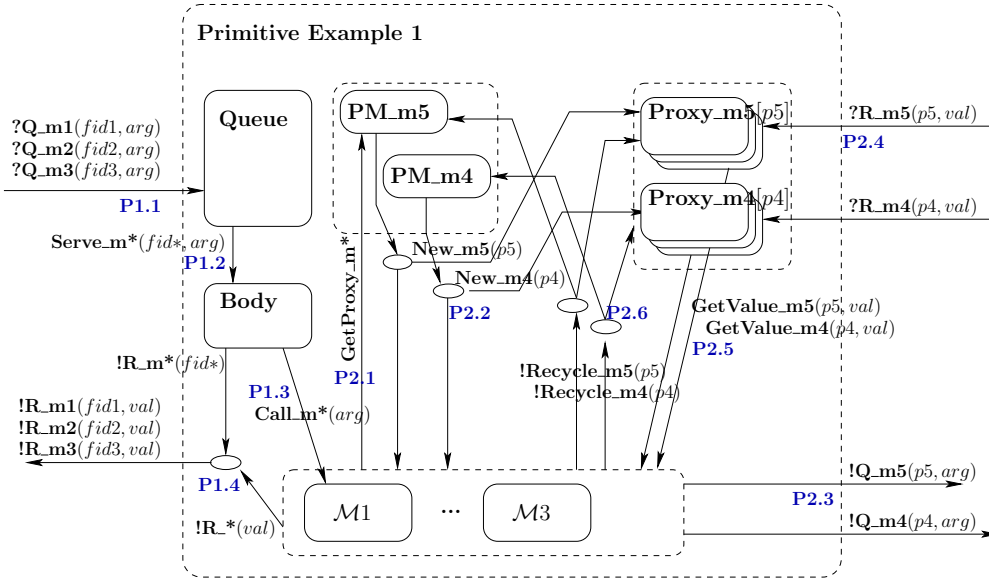 Primitive Example 1
Queue
PM_m5
PM_m4
Proxy_m5[p5]
Proxy_m4[p4]
?Q_m1(fid1, arg)
?Q_m2(fid2, arg)
?Q_m3(fid3, arg)
P1.1
?R_m5(p5, val)
P2.4
?R_m4(p4, val)
Serve_m*(fid*, arg)
P1.2
New_m5(p5)
New_m4(p4)
P2.2
GetProxy_m*
P2.1
Body
P2.6
GetValue_m5(p5, val)
GetValue_m4(p4, val)
P2.5
!R_m*(fid*)
P1.3
Call_m*(arg)
!Recycle_m5(p5)
!Recycle_m4(p4)
!R_m1(fid1, val)
!R_m2(fid2, val)
!R_m3(fid3, val)
P1.4
!R_*(val)
ℳ1
...
ℳ3
!Q_m5(p5, arg)
P2.3
!Q_m4(p4, arg)